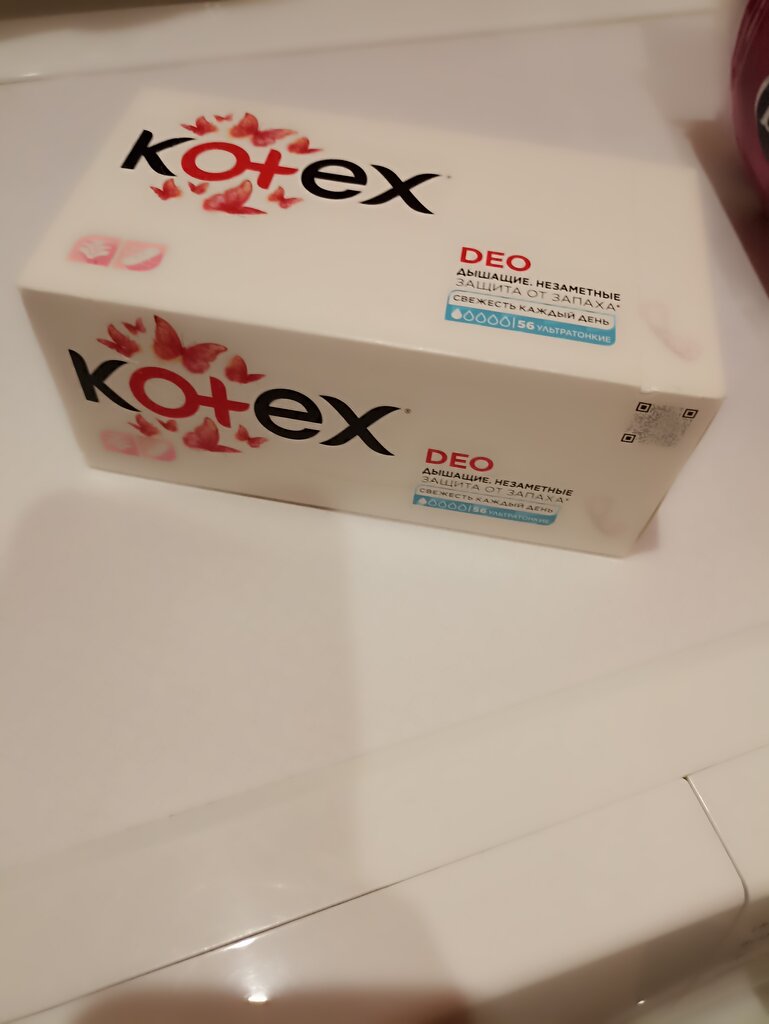 Kotex
DEO
ДЫШАЩИЕ. НЕЗАМЕТНЫЕ
ЗАЩИТА ОТ ЗАПАХА*
СВЕЖЕСТЬ КАЖДЫЙ ДЕНЬ
56 УЛЬТРАТОНКИЕ
Kotex
DEO
ДЫШАЩИЕ. НЕЗАМЕТНЫЕ
ЗАЩИТА ОТ ЗАПАХА*
СВЕЖЕСТЬ КАЖДЫЙ ДЕНЬ
56 УЛЬТРАТОНКИЕ